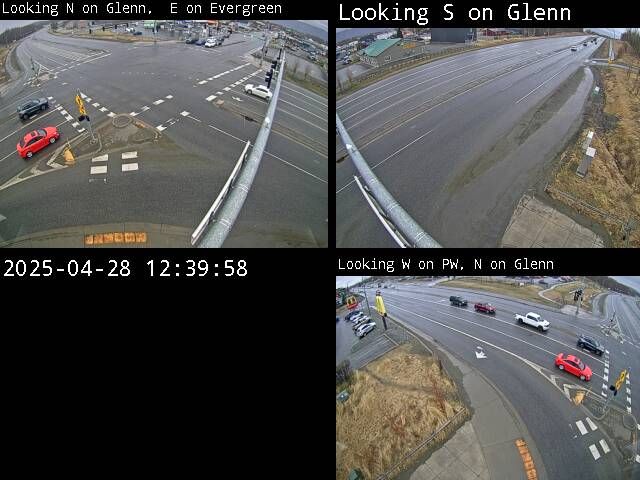 Looking N on Glenn,  E on Evergreen
Looking S on Glenn
2025-04-28 12:39:58
Looking W on PW, N on Glenn